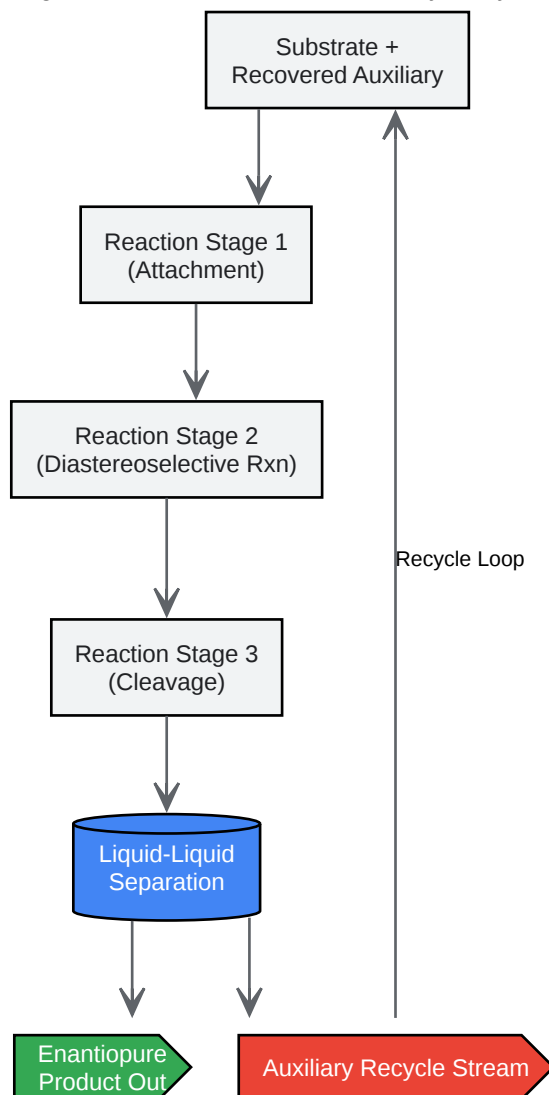 Substrate +
Recovered Auxiliary
Reaction Stage 1
(Attachment)
Reaction Stage 2
(Diastereoselective Rxn)
Recycle Loop
Reaction Stage 3
(Cleavage)
Liquid-Liquid
Separation
Enantiopure
Product Out
Auxiliary Recycle Stream